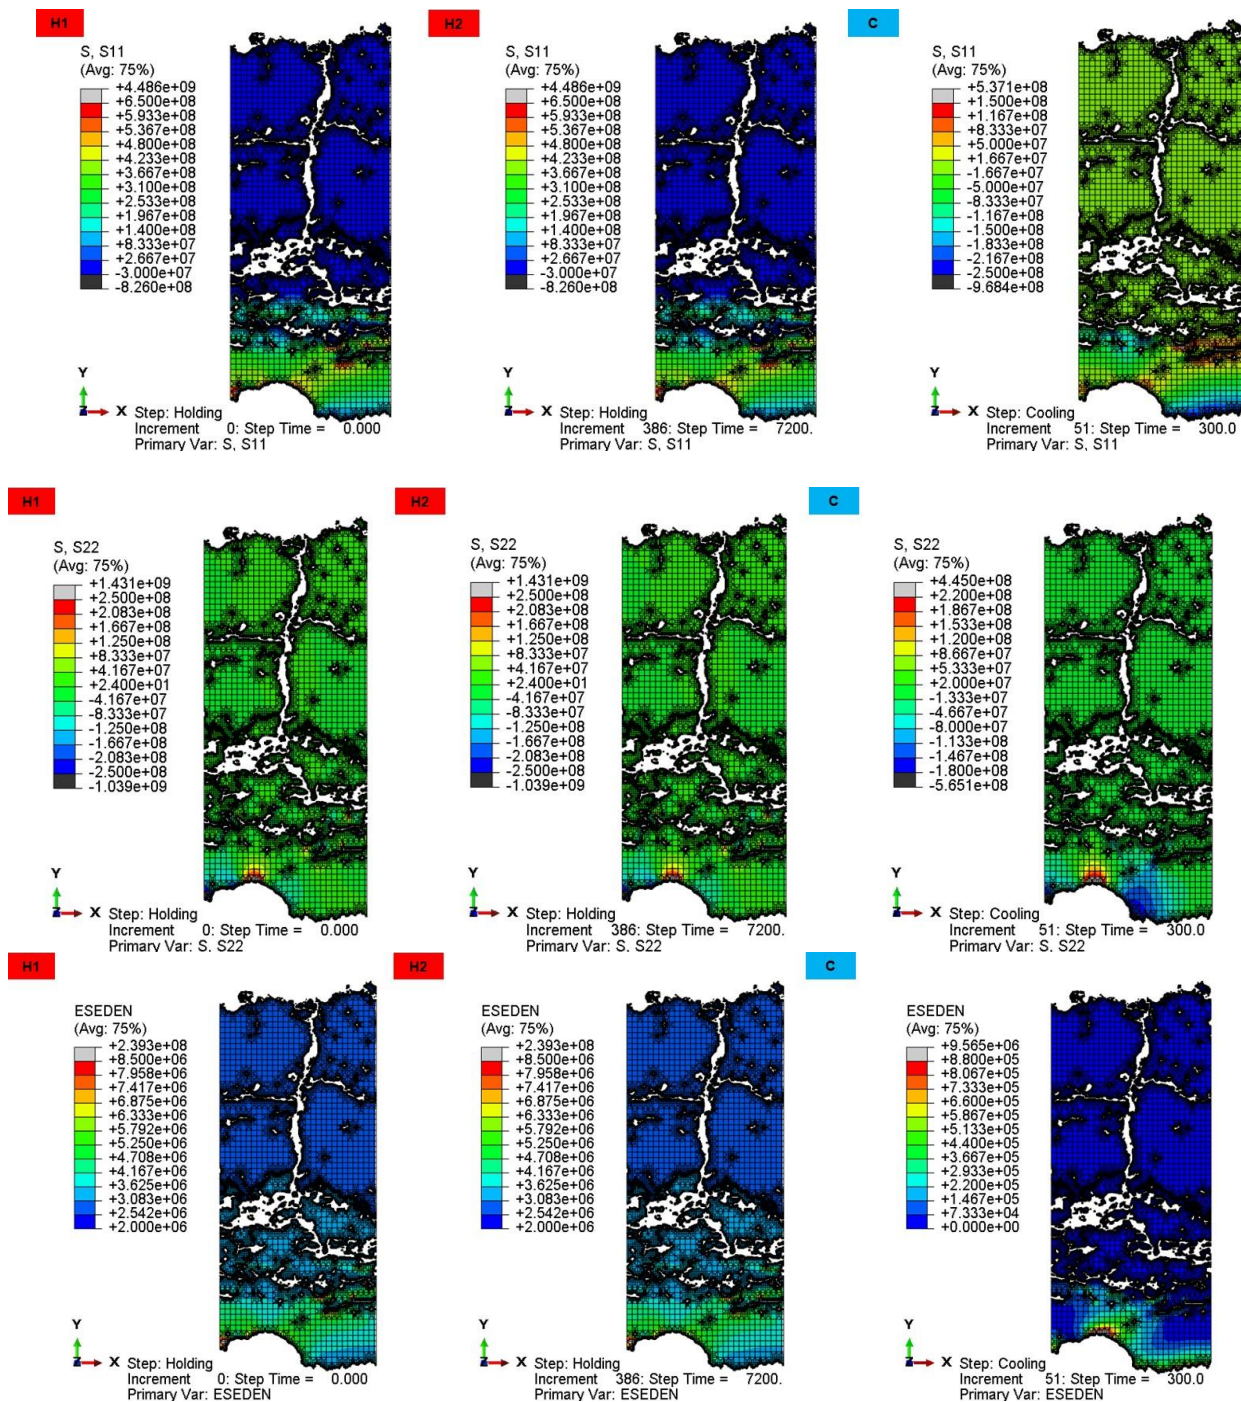 H1
S, S11
(Avg: 75%)
+4.486e+09
+6.500e+08
+5.933e+08
+5.367e+08
+4.800e+08
+4.233e+08
+3.667e+08
+3.100e+08
+2.533e+08
+1.967e+08
+1.400e+08
+8.333e+07
+2.667e+07
-3.000e+07
-8.260e+08
Y
Z
X
Step: Holding
Increment 0: Step Time = 0.000
Primary Var: S, S11
H2
S, S11
(Avg: 75%)
+4.486e+09
+6.500e+08
+5.933e+08
+5.367e+08
+4.800e+08
+4.233e+08
+3.667e+08
+3.100e+08
+2.533e+08
+1.967e+08
+1.400e+08
+8.333e+07
+2.667e+07
-3.000e+07
-8.260e+08
Y
Z
X
Step: Holding
Increment 386: Step Time = 7200.
Primary Var: S, S11
C
S, S11
(Avg: 75%)
+5.371e+08
+1.500e+08
+1.167e+08
+8.333e+07
+5.000e+07
+1.667e+07
-1.667e+07
-5.000e+07
-8.333e+07
-1.167e+08
-1.500e+08
-1.833e+08
-2.167e+08
-2.500e+08
-9.684e+08
Y
Z
X
Step: Cooling
Increment 51: Step Time = 300.0
Primary Var: S, S11
H1
S, S22
(Avg: 75%)
+1.431e+09
+2.500e+08
+2.083e+08
+1.667e+08
+1.250e+08
+8.333e+07
+4.167e+07
+2.400e+01
-4.167e+07
-8.333e+07
-1.250e+08
-1.667e+08
-2.083e+08
-2.500e+08
-1.039e+09
Y
Z
X
Step: Holding
Increment 0: Step Time = 0.000
Primary Var: S. S22
H2
S, S22
(Avg: 75%)
+1.431e+09
+2.500e+08
+2.083e+08
+1.667e+08
+1.250e+08
+8.333e+07
+4.167e+07
+2.400e+01
-4.167e+07
-8.333e+07
-1.250e+08
-1.667e+08
-2.083e+08
-2.500e+08
-1.039e+09
Y
Z
X
Step: Holding
Increment 386: Step Time = 7200.
Primary Var: S. S22
C
S, S22
(Avg: 75%)
+4.450e+08
+2.200e+08
+1.867e+08
+1.533e+08
+1.200e+08
+8.667e+07
+5.333e+07
+2.000e+07
-1.333e+07
-4.667e+07
-8.000e+07
-1.133e+08
-1.467e+08
-1.800e+08
-5.651e+08
Y
Z
X
Step: Cooling
Increment 51: Step Time = 300.0
Primary Var: S. S22
H1
ESEDEN
(Avg: 75%)
+2.393e+08
+8.500e+06
+7.958e+06
+7.417e+06
+6.875e+06
+6.333e+06
+5.792e+06
+5.250e+06
+4.708e+06
+4.167e+06
+3.625e+06
+3.083e+06
+2.542e+06
+2.000e+06
Y
Z
X
Step: Holding
Increment 0: Step Time = 0.000
Primary Var: ESEDEN
H2
ESEDEN
(Avg: 75%)
+2.393e+08
+8.500e+06
+7.958e+06
+7.417e+06
+6.875e+06
+6.333e+06
+5.792e+06
+5.250e+06
+4.708e+06
+4.167e+06
+3.625e+06
+3.083e+06
+2.542e+06
+2.000e+06
Y
Z
X
Step: Holding
Increment 386: Step Time = 7200.
Primary Var: ESEDEN
C
ESEDEN
(Avg: 75%)
+9.565e+06
+8.800e+05
+8.067e+05
+7.333e+05
+6.600e+05
+5.867e+05
+5.133e+05
+4.400e+05
+3.667e+05
+2.933e+05
+2.200e+05
+1.467e+05
+7.333e+04
+0.000e+00
Y
Z
X
Step: Cooling
Increment 51: Step Time = 300.0
Primary Var: ESEDEN